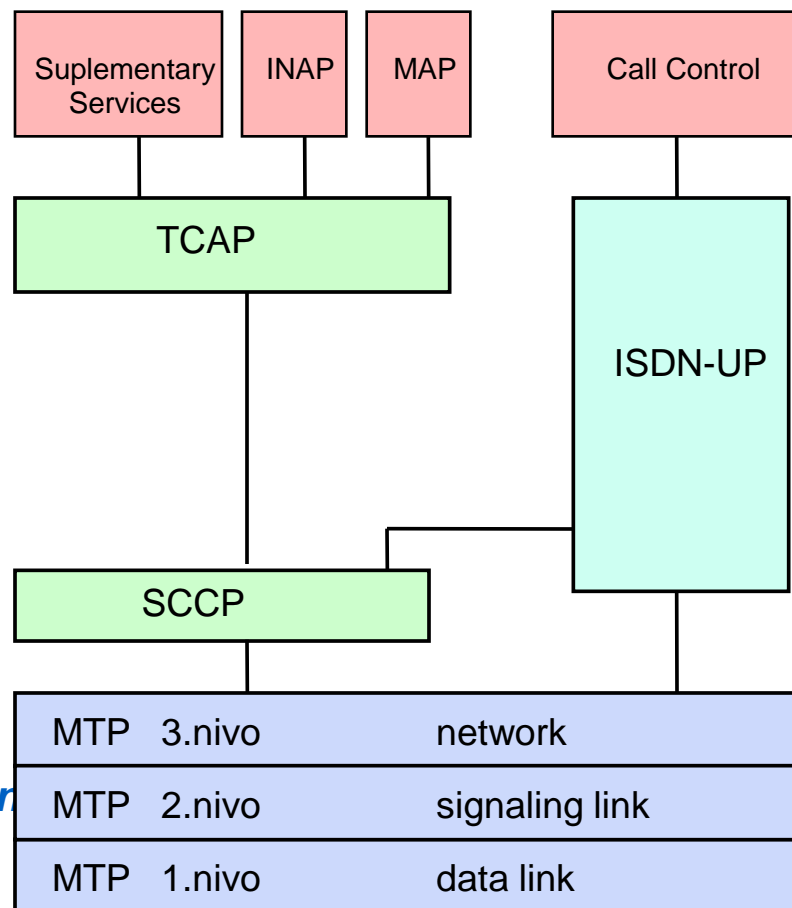 Suplementary
Services
INAP
MAP
Call Control
TCAP
ISDN-UP
SCCP
MTP 3.nivo network
MTP 2.nivo signaling link
MTP 1.nivo data link